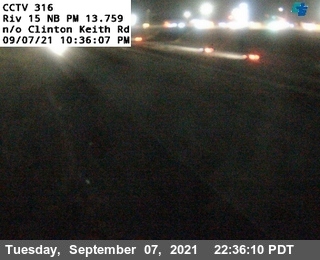 CCTV 316
Riv 15 NB PM 13.759
n/o Clinton Keith Rd
09/07/21 10:36:07 PM
Tuesday, September 07, 2021 22:36:10 PDT